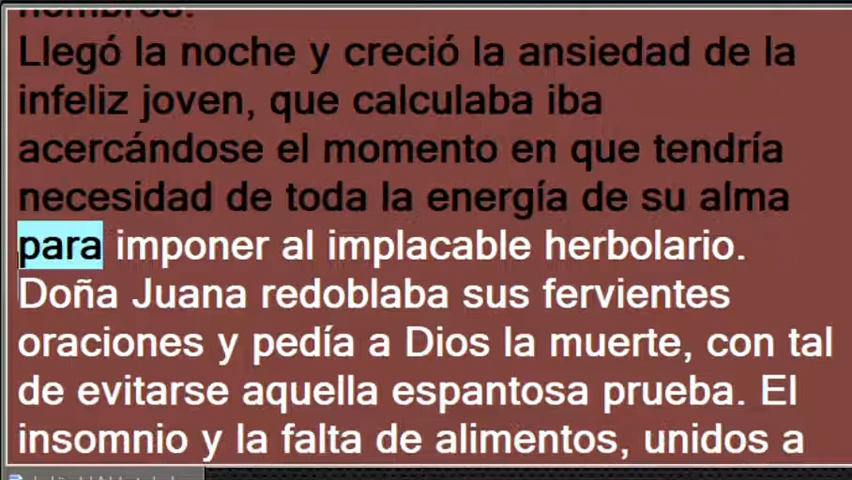 hombres.
Llegó la noche y creció la ansiedad de la
infeliz joven, que calculaba iba
acercándose el momento en que tendría
necesidad de toda la energía de su alma
para imponer al implacable herbolario.
Doña Juana redoblaba sus fervientes
oraciones y pedía a Dios la muerte, con tal
de evitarse aquella espantosa prueba. El
insomnio y la falta de alimentos, unidos a